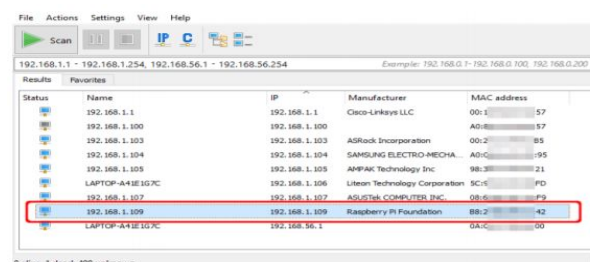 File Actions Settings View Help
Scan IP C
192.168.1.1 - 192.168.1.254, 192.168.56.1 - 192.168.56.254 Example: 192.168.0.1-192.168.0.100, 192.168.0.200
Results Favorites
Status Name IP Manufacturer MAC address
192.168.1.1 192.168.1.1 Cisco-Linksys LLC 00:1 57
192.168.1.100 192.168.1.100 A0: 57
192.168.1.103 192.168.1.103 ASRock Incorporation 00:2 B5
192.168.1.104 192.168.1.104 SAMSUNG ELECTRO-MECHA... A0:C :95
192.168.1.105 192.168.1.105 AMPAK Technology Inc 98:3 21
LAPTOP-A41E1G7C 192.168.1.106 Liteon Technology Corporation 5C:9 FD
192.168.1.107 192.168.1.107 ASUSTek COMPUTER INC. 08:6 F9
192.168.1.109 192.168.1.109 Raspberry Pi Foundation B8:2 42
LAPTOP-A41E1G7C 192.168.56.1 0A:C 00